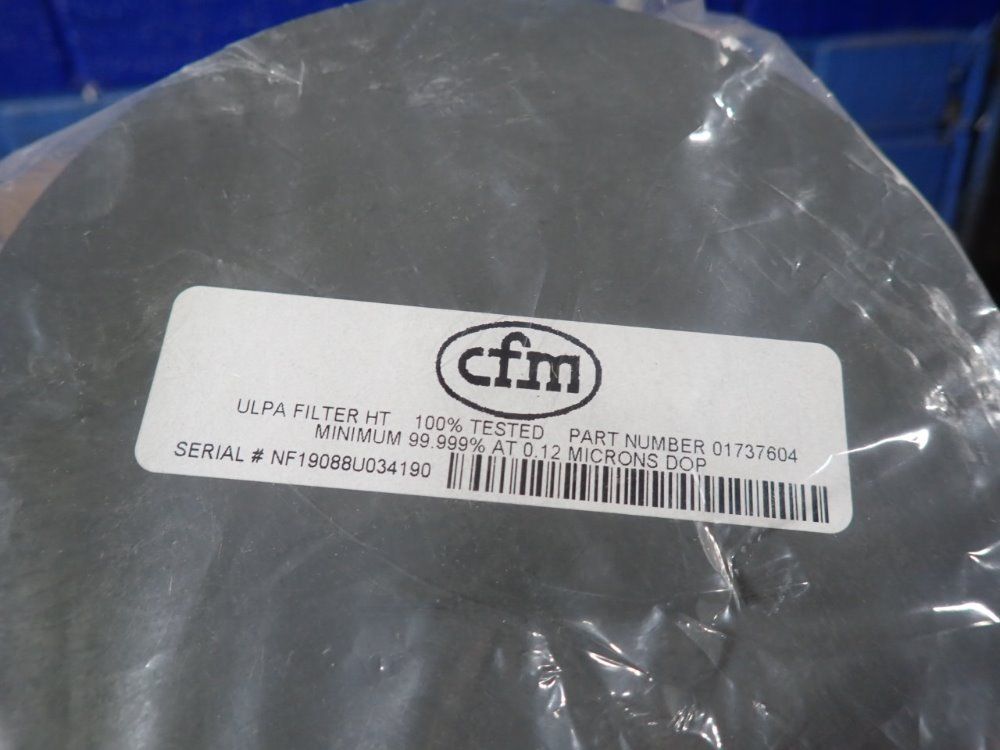 cfm
ULPA FILTER HT 100% TESTED PART NUMBER 01737604
MINIMUM 99.999% AT 0.12 MICRONS DOP
SERIAL # NF19088U034190